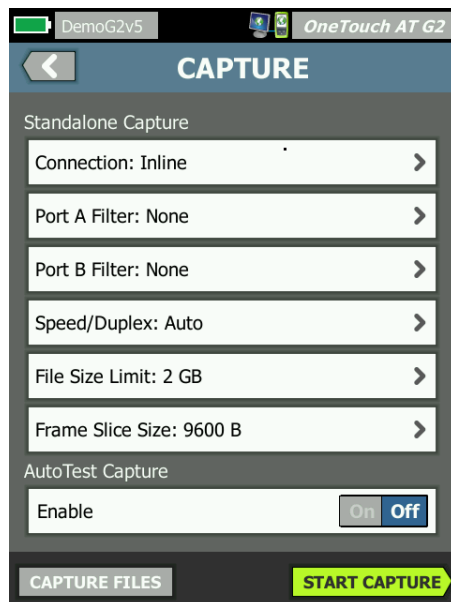 DemoG2v5
OneTouch AT G2
CAPTURE
Standalone Capture
Connection: Inline
Port A Filter: None
Port B Filter: None
Speed/Duplex: Auto
File Size Limit: 2 GB
Frame Slice Size: 9600 B
AutoTest Capture
Enable
On Off
CAPTURE FILES
START CAPTURE